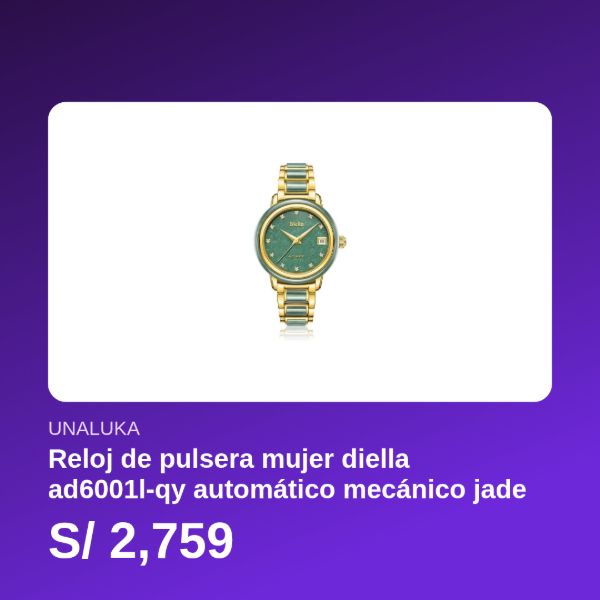 UNALUKA
Reloj de pulsera mujer diella
ad6001l-qy automático mecánico jade
S/ 2,759